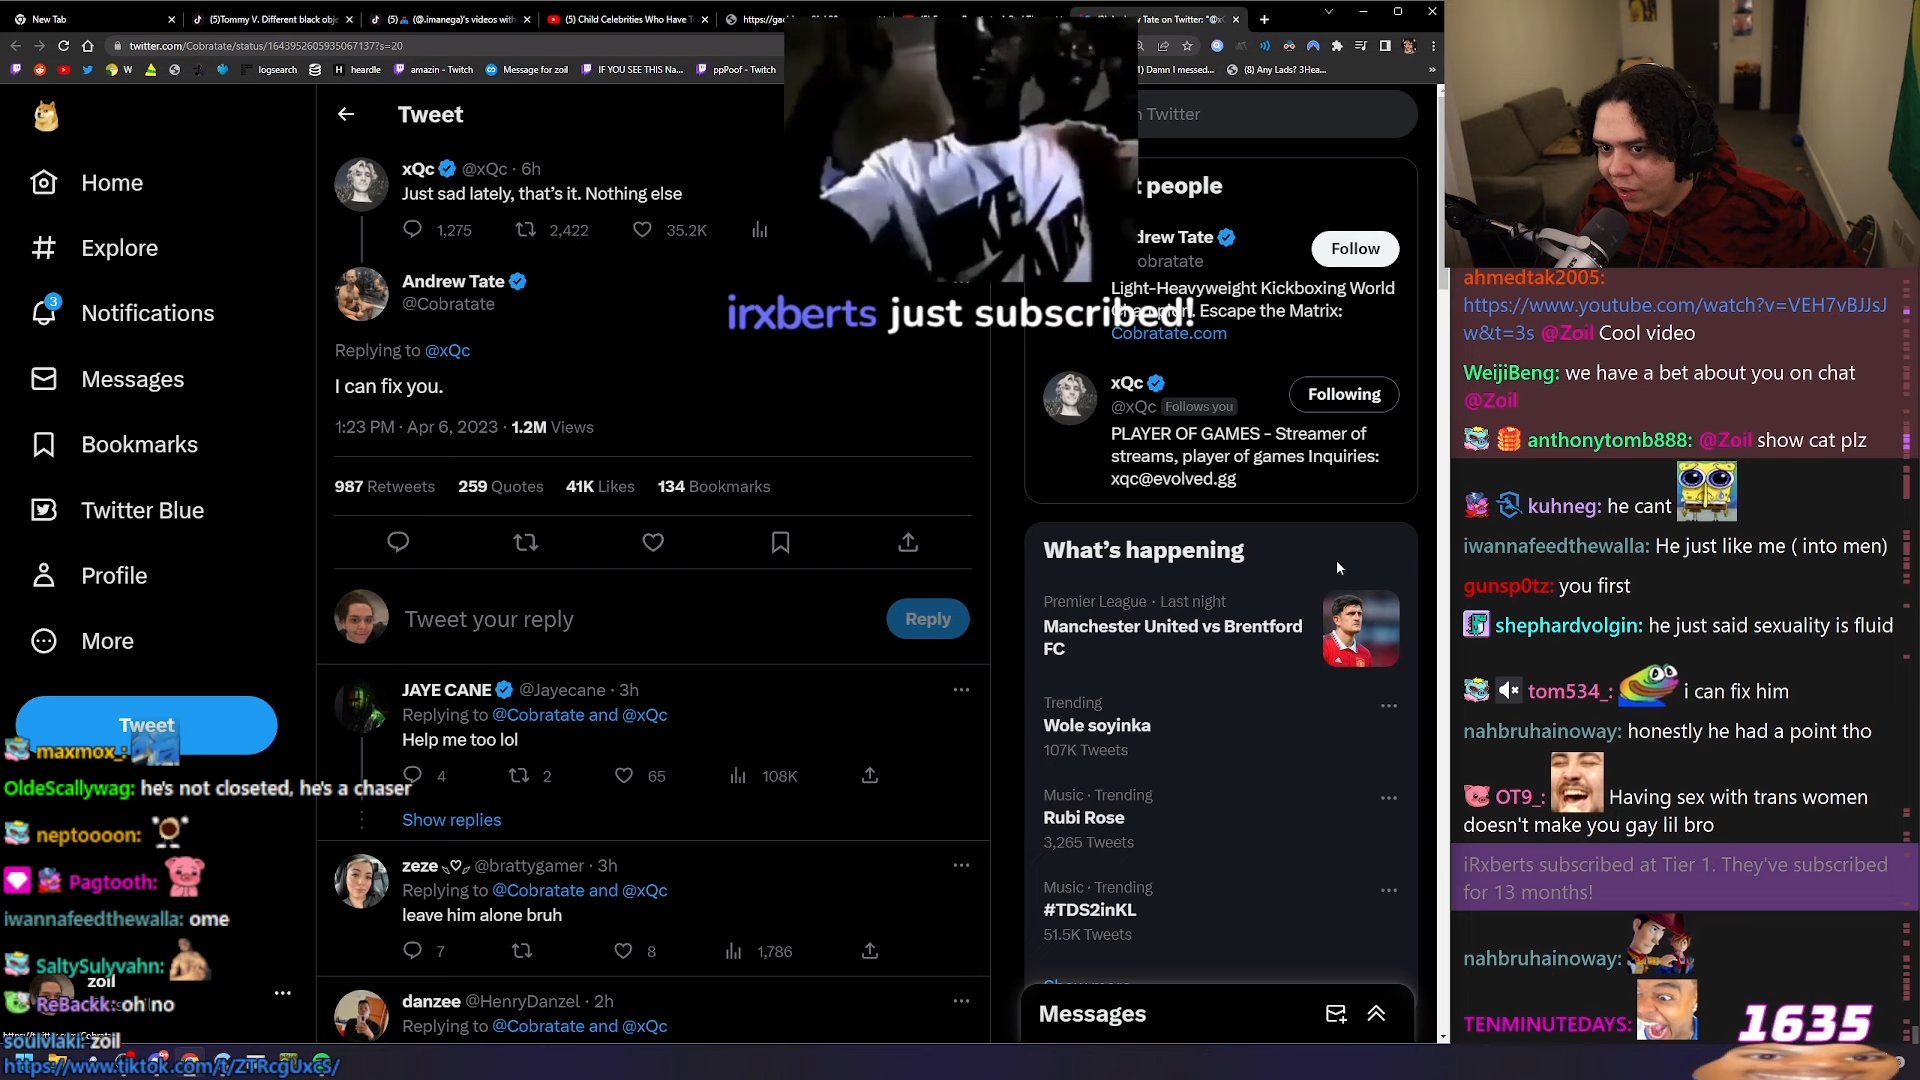 New Tab
(5)Tommy V. Different black obj
(5) (@.imanega)'s videos with
(5) Child Celebrities Who Have T
Tate on Twitter: "@xQ
twitter.com/Cobratate/status/1643952605935067137?s=20
W
logsearch
heardle
amazin - Twitch
Message for zoil
IF YOU SEE THIS Na...
ppPoof - Twitch
Damn I messed...
(8) Any Lads? 3Hea...
Home
Explore
3
Notifications
Messages
Bookmarks
Twitter Blue
Profile
More
Tweet
Tweet
xQc @xQc · 6h
Just sad lately, that's it. Nothing else
1,275 2,422 35.2K
Andrew Tate
@Cobratate
Replying to @xQc
I can fix you.
1:23 PM · Apr 6, 2023 · 1.2M Views
987 Retweets 259 Quotes 41K Likes 134 Bookmarks
Tweet your reply
Reply
JAYE CANE @Jayecane · 3h
Replying to @Cobratate and @xQc
Help me too lol
4 2 65 108K
Show replies
zeze @brattygamer · 3h
Replying to @Cobratate and @xQc
leave him alone bruh
7 8 1,786
danzee @HenryDanzel · 2h
Replying to @Cobratate and @xQc
irxberts just subscribed!
Twitter
people
drew Tate
obratate
Follow
Light-Heavyweight Kickboxing World
Escape the Matrix:
Cobratate.com
xQc
@xQc Follows you
Following
PLAYER OF GAMES - Streamer of
streams, player of games Inquiries:
xqc@evolved.gg
What's happening
Premier League · Last night
Manchester United vs Brentford
FC
Trending
Wole soyinka
107K Tweets
Music · Trending
Rubi Rose
3,265 Tweets
Music · Trending
#TDS2inKL
51.5K Tweets
Messages
maxmox_:
OldeScallywag: he's not closeted, he's a chaser
neptoooon:
Pagtooth:
iwannafeedthewalla: ome
SaltySulyvahn:
zoil
ReBackk: oh no
soulvlaki: zoil
https://www.tiktok.com/t/ZTRcgUxcS/
ahmedtak2005:
https://www.youtube.com/watch?v=VEH7vBJJsJ
w&t=3s @Zoil Cool video
WeijiBeng: we have a bet about you on chat
@Zoil
anthonytomb888: @Zoil show cat plz
kuhneg: he cant
iwannafeedthewalla: He just like me ( into men)
gunsp0tz: you first
shephardvolgin: he just said sexuality is fluid
tom534_: i can fix him
nahbruhainoway: honestly he had a point tho
OT9_: Having sex with trans women
doesn't make you gay lil bro
iRxberts subscribed at Tier 1. They've subscribed
for 13 months!
nahbruhainoway:
TENMINUTEDAYS:
1635